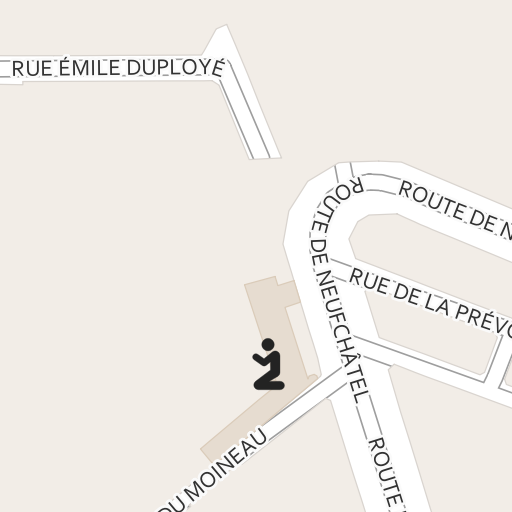 RUE ÉMILE DUPLOYÉ
ROUTE DE N
ROUTE DE NEUFCHÂTEL
RUE DE LA PRÉVO
DU MOINEAU
ROUTE